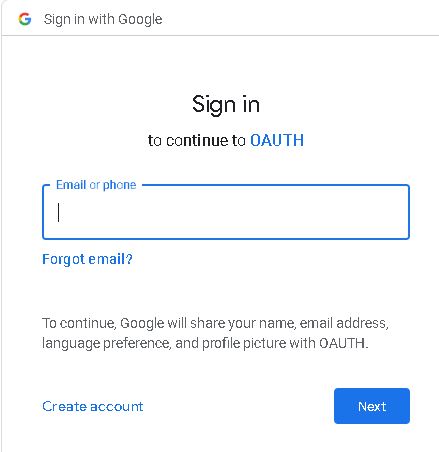 Sign in with Google
Sign in
to continue to OAUTH
Email or phone
Forgot email?
To continue, Google will share your name, email address,
language preference, and profile picture with OAUTH.
Create account
Next